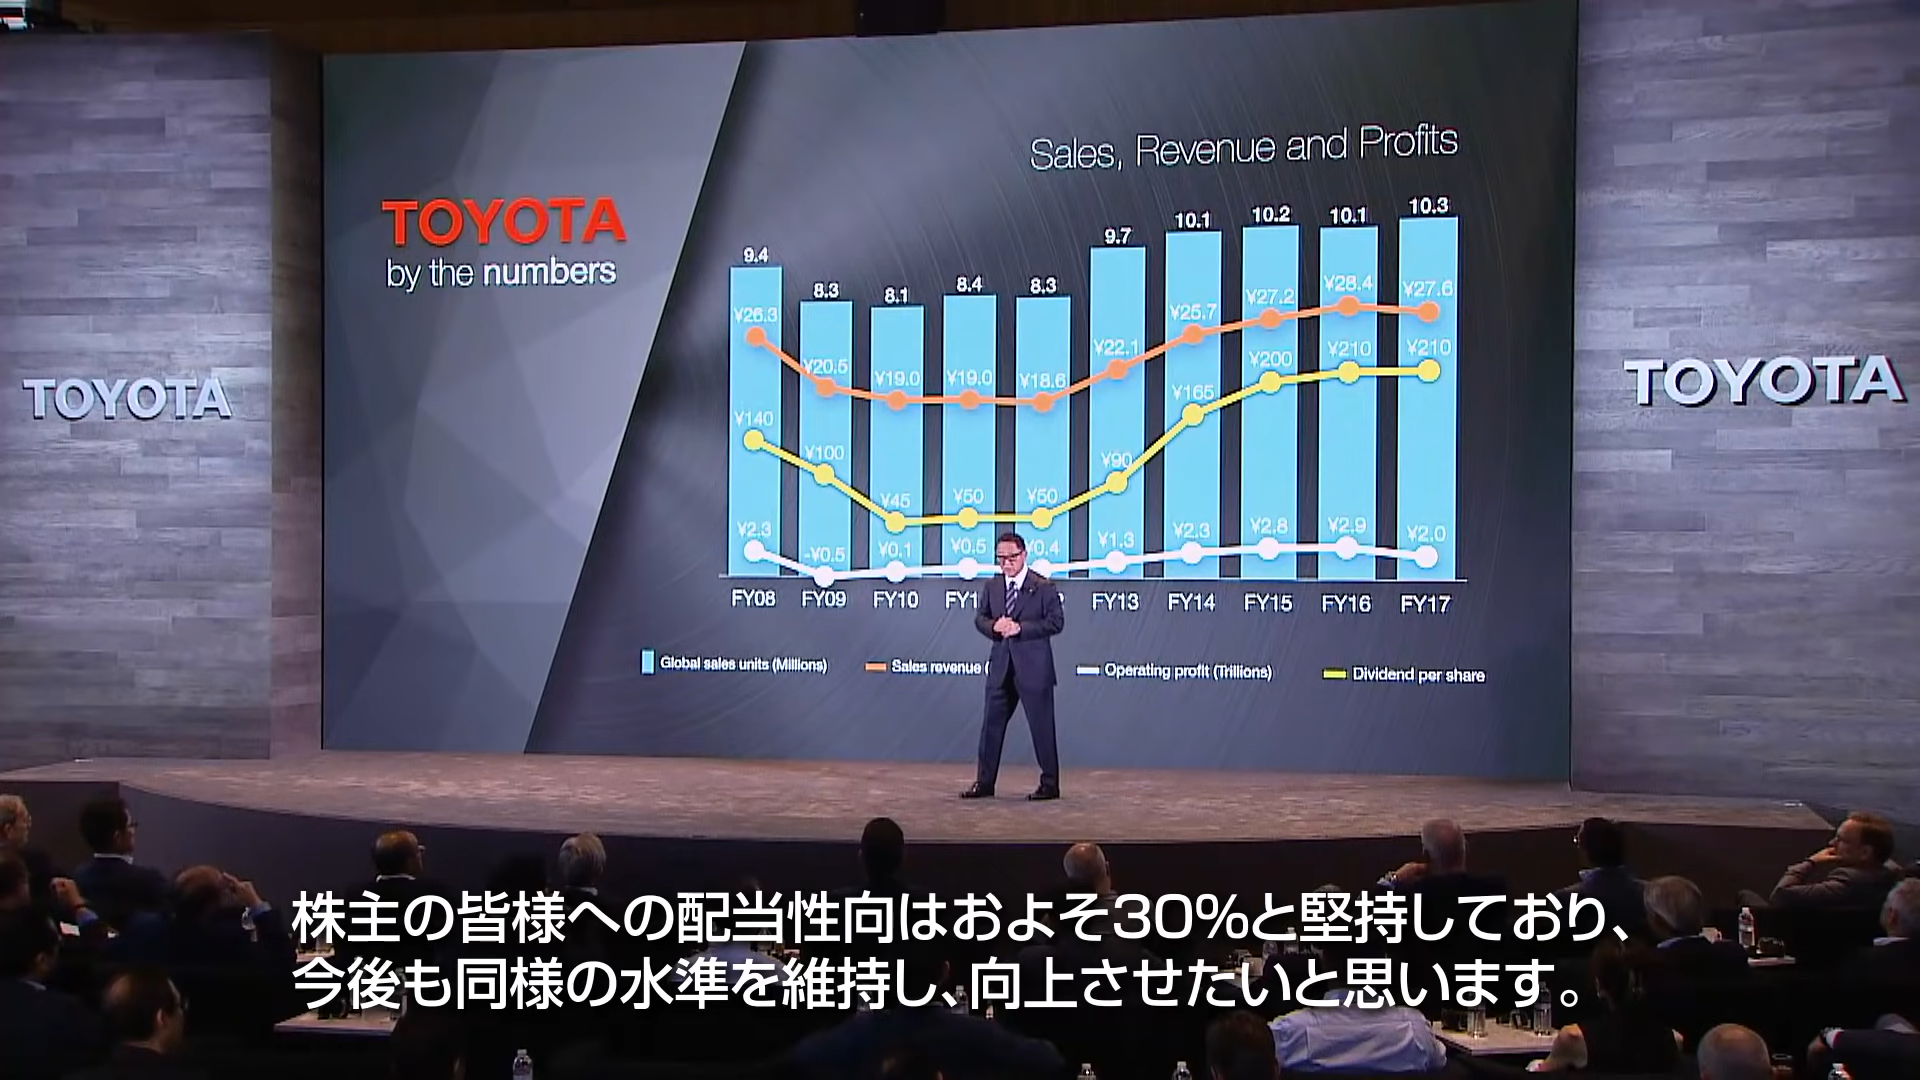 Sales, Revenue and Profits
TOYOTA
by the numbers
TOYOTA
TOYOTA
9.4 8.3 8.1 8.4 8.3 9.7 10.1 10.2 10.1 10.3
¥26.3 ¥20.5 ¥19.0 ¥19.0 ¥18.6 ¥22.1 ¥25.7 ¥27.2 ¥28.4 ¥27.6
¥140 ¥100 ¥45 ¥50 ¥50 ¥90 ¥165 ¥200 ¥210 ¥210
¥2.3 -¥0.5 ¥0.1 ¥0.5 ¥0.4 ¥1.3 ¥2.3 ¥2.8 ¥2.9 ¥2.0
FY08 FY09 FY10 FY1 FY13 FY14 FY15 FY16 FY17
Global sales units (Millions) Sales revenue ( Operating profit (Trillions) Dividend per share
株主の皆様への配当性向はおよそ30%と堅持しており、
今後も同様の水準を維持し、向上させたいと思います。